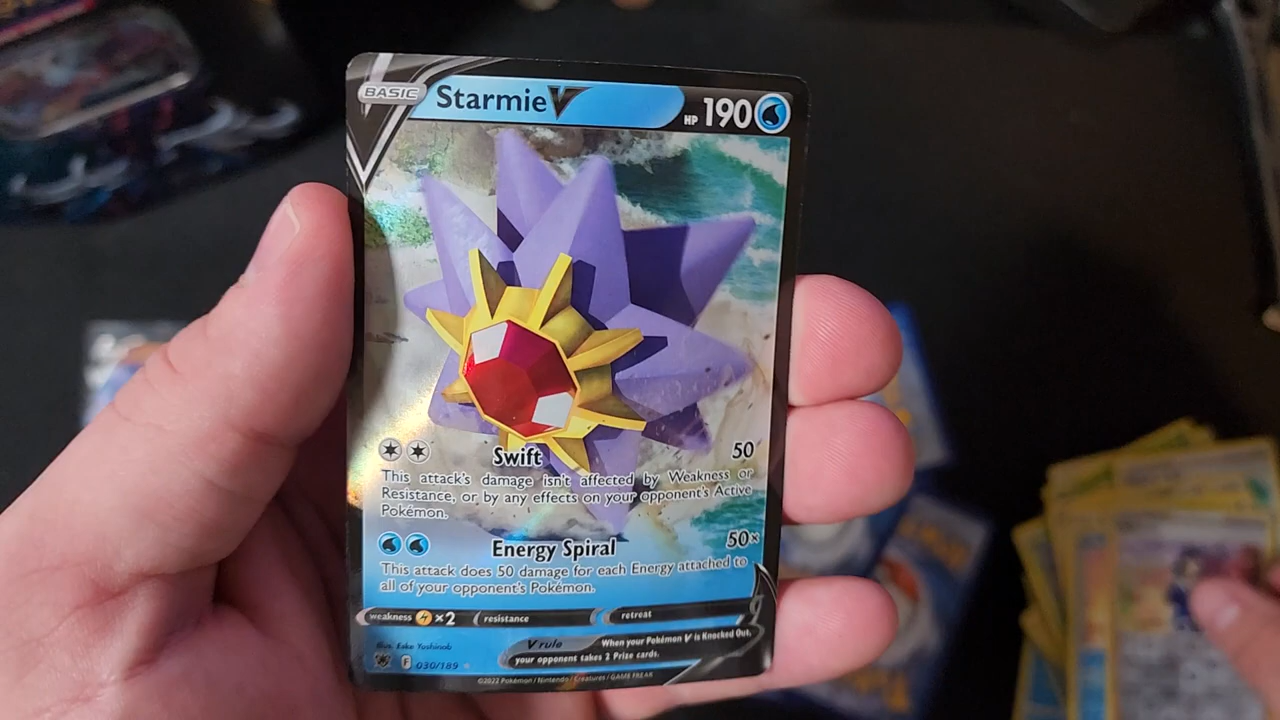 BASIC StarmieV HP 190
Swift 50
This attack's damage isn't affected by Weakness or
Resistance, or by any effects on your opponent's Active
Pokémon.
Energy Spiral 50×
This attack does 50 damage for each Energy attached to
all of your opponent's Pokémon.
weakness ×2 resistance retreat
Illus. Eske Yoshinob
V rule When your Pokémon V is Knocked Out,
your opponent takes 2 Prize cards.
F 030/189
©2022 Pokémon / Nintendo / Creatures / GAME FREAK